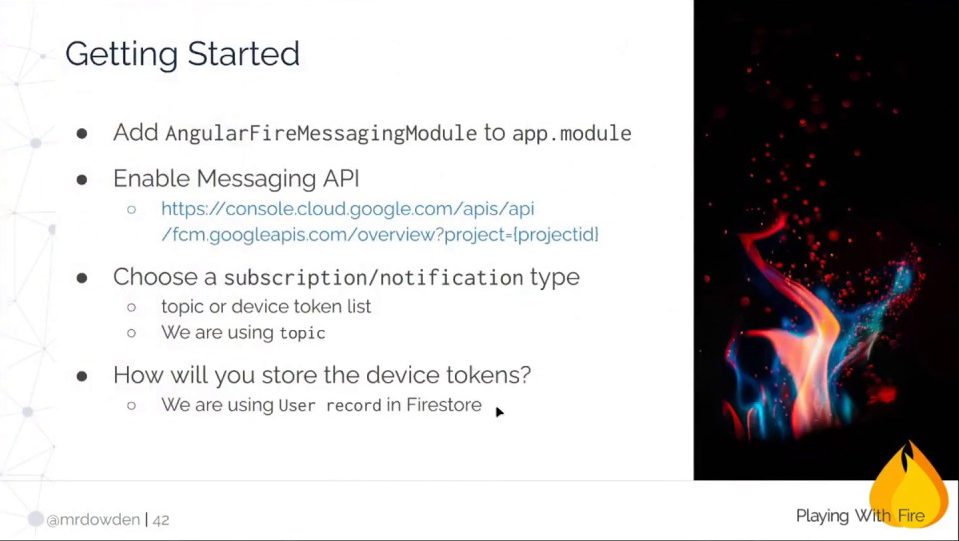 Getting Started
● Add AngularFireMessagingModule to app.module
● Enable Messaging API
○ https://console.cloud.google.com/apis/api
/fcm.googleapis.com/overview?project={projectid}
● Choose a subscription/notification type
○ topic or device token list
○ We are using topic
● How will you store the device tokens?
○ We are using User record in Firestore
@mrdowden | 42
Playing With Fire